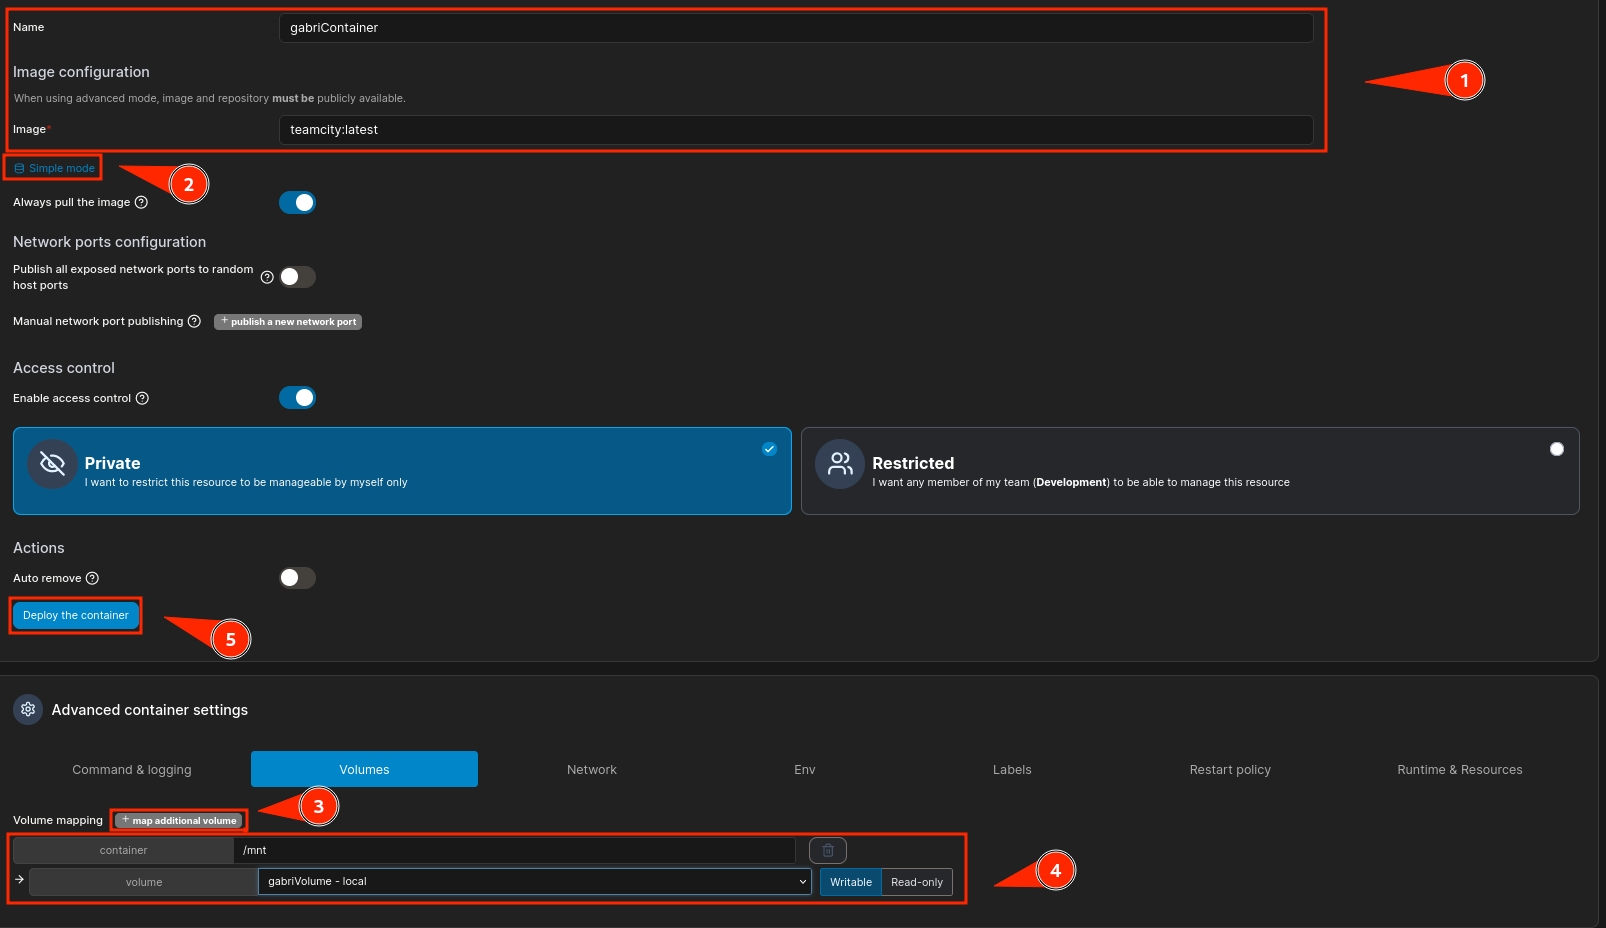 Name
gabriContainer
1
Image configuration
When using advanced mode, image and repository must be publicly available.
Image*
teamcity:latest
Simple mode
2
Always pull the image
Network ports configuration
Publish all exposed network ports to random
host ports
Manual network port publishing
+ publish a new network port
Access control
Enable access control
Private
I want to restrict this resource to be manageable by myself only
Restricted
I want any member of my team (Development) to be able to manage this resource
Actions
Auto remove
Deploy the container
5
Advanced container settings
Command & logging
Volumes
Network
Env
Labels
Restart policy
Runtime & Resources
Volume mapping
+ map additional volume
3
container
/mnt
→ volume
gabriVolume - local
Writable
Read-only
4